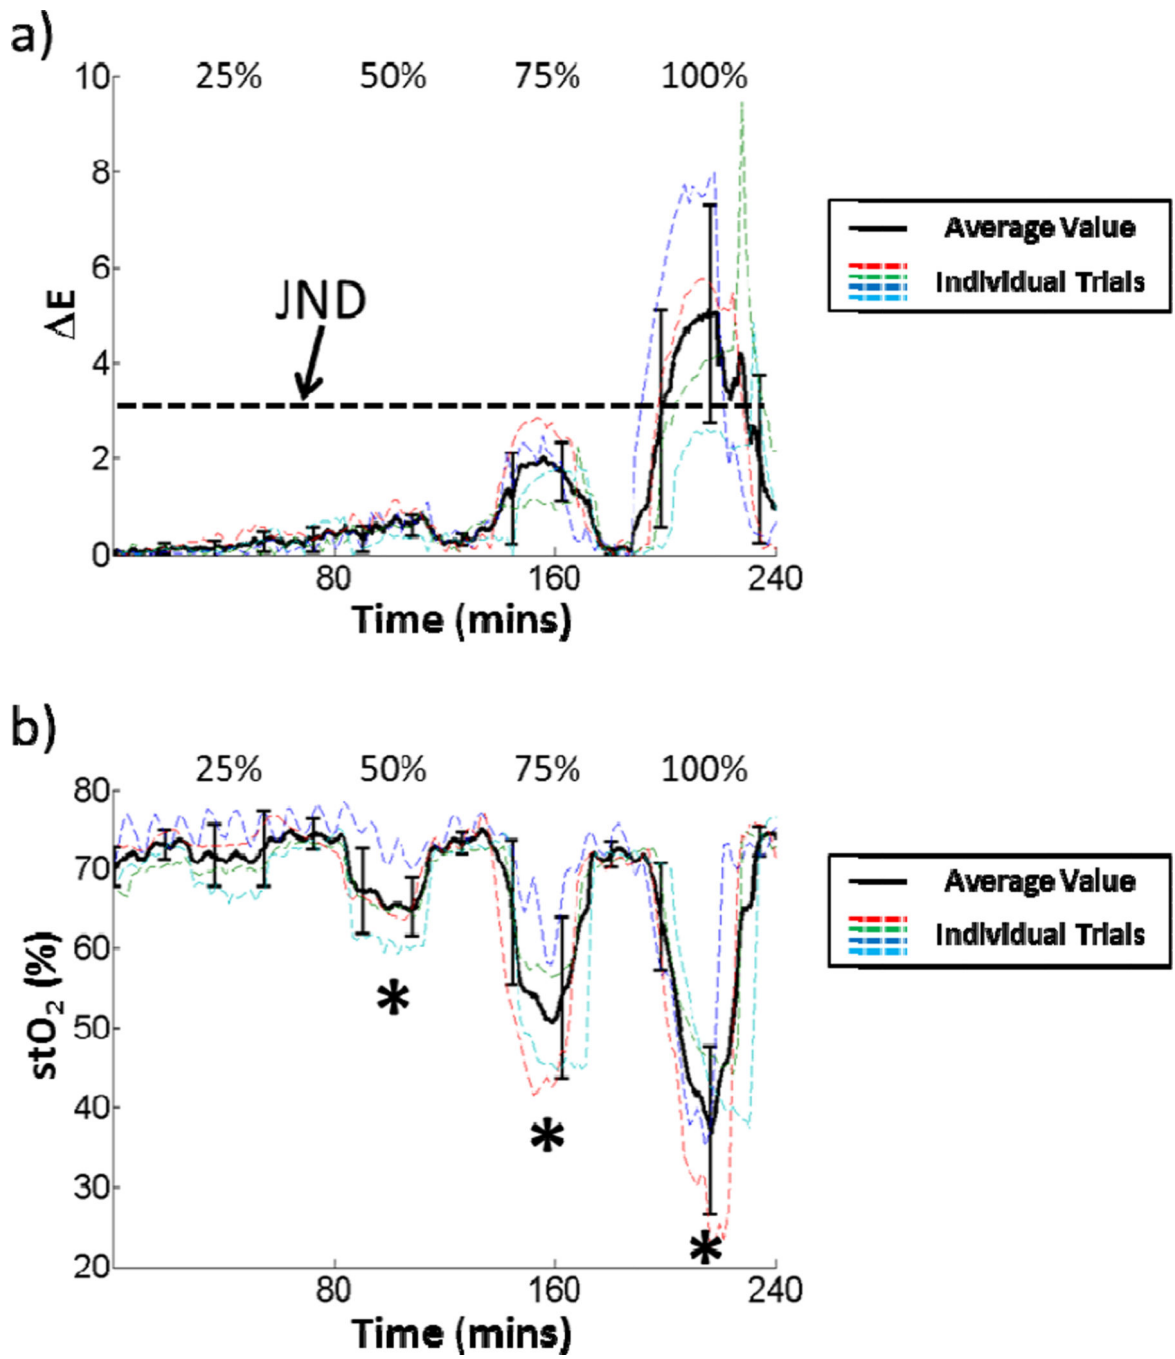 a)
25% 50% 75% 100%
10
8
6
4
2
0
ΔE
JND
80 160 240
Time (mins)
Average Value
Individual Trials
b)
25% 50% 75% 100%
80
70
60
50
40
30
20
stO₂ (%)
*
*
*
80 160 240
Time (mins)
Average Value
Individual Trials